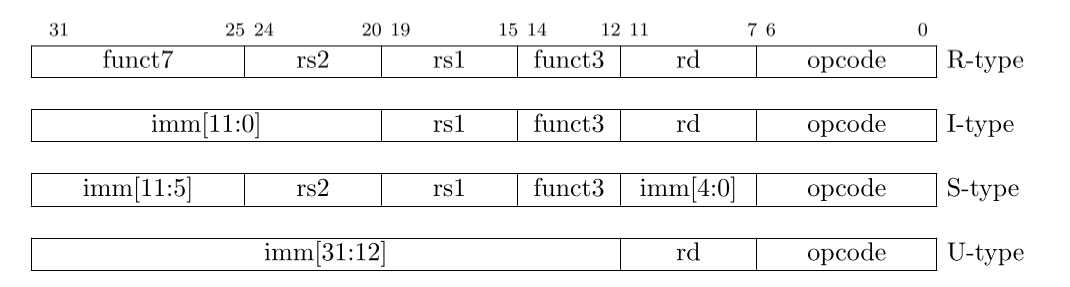 31 25 24 20 19 15 14 12 11 7 6 0
funct7 rs2 rs1 funct3 rd opcode R-type
imm[11:0] rs1 funct3 rd opcode I-type
imm[11:5] rs2 rs1 funct3 imm[4:0] opcode S-type
imm[31:12] rd opcode U-type